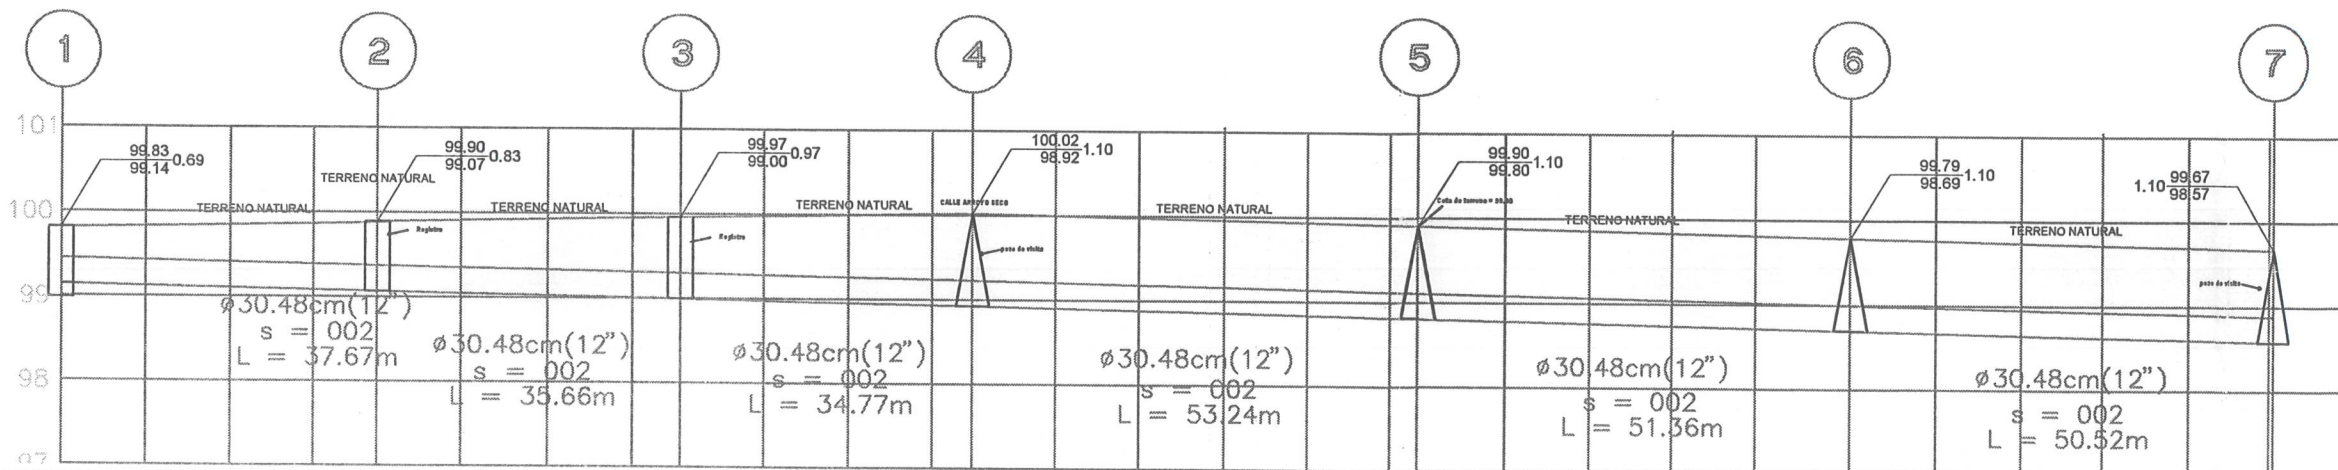 1
2
3
4
5
6
7
101
100
99
98
97
99.83
99.14
0.69
99.90
99.07
0.83
99.97
99.00
0.97
100.02
98.92
1.10
99.90
99.80
1.10
99.79
98.69
1.10
1.10
99.67
98.57
TERRENO NATURAL
TERRENO NATURAL
TERRENO NATURAL
TERRENO NATURAL
CALLE ARROYO SECO
TERRENO NATURAL
TERRENO NATURAL
TERRENO NATURAL
Registro
Registro
pozo de visita
pozo de visita
ø30.48cm(12")
s = 002
L = 37.67m
ø30.48cm(12")
s = 002
L = 35.66m
ø30.48cm(12")
s = 002
L = 34.77m
ø30.48cm(12")
s = 002
L = 53.24m
ø30.48cm(12")
s = 002
L = 51.36m
ø30.48cm(12")
s = 002
L = 50.52m